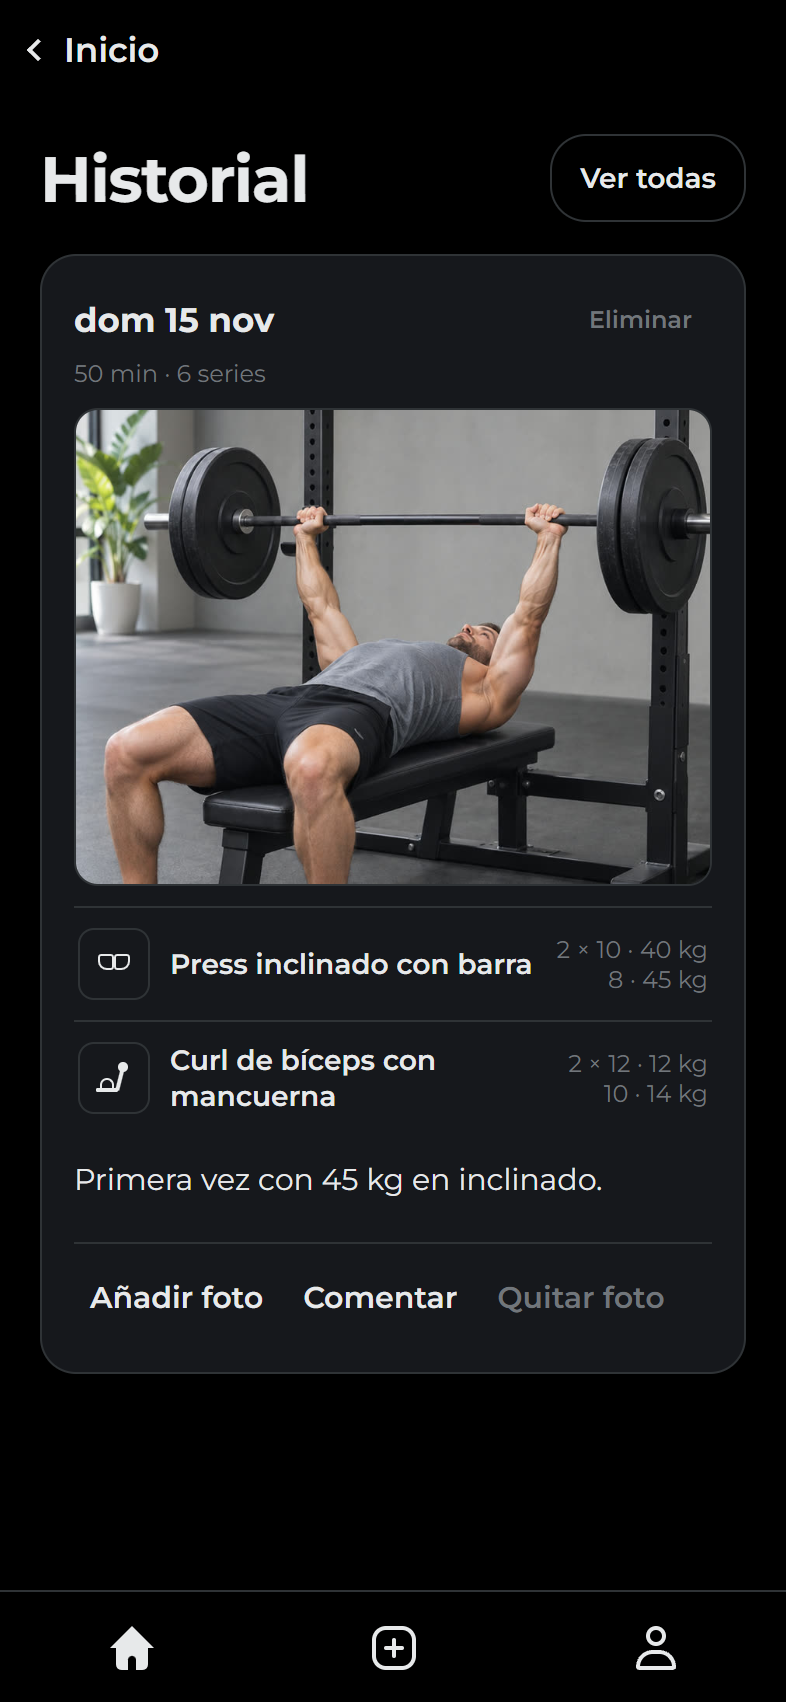 Inicio
Historial
Ver todas
dom 15 nov
Eliminar
50 min · 6 series
Press inclinado con barra
2 × 10 · 40 kg
8 · 45 kg
Curl de bíceps con
mancuerna
2 × 12 · 12 kg
10 · 14 kg
Primera vez con 45 kg en inclinado.
Añadir foto
Comentar
Quitar foto